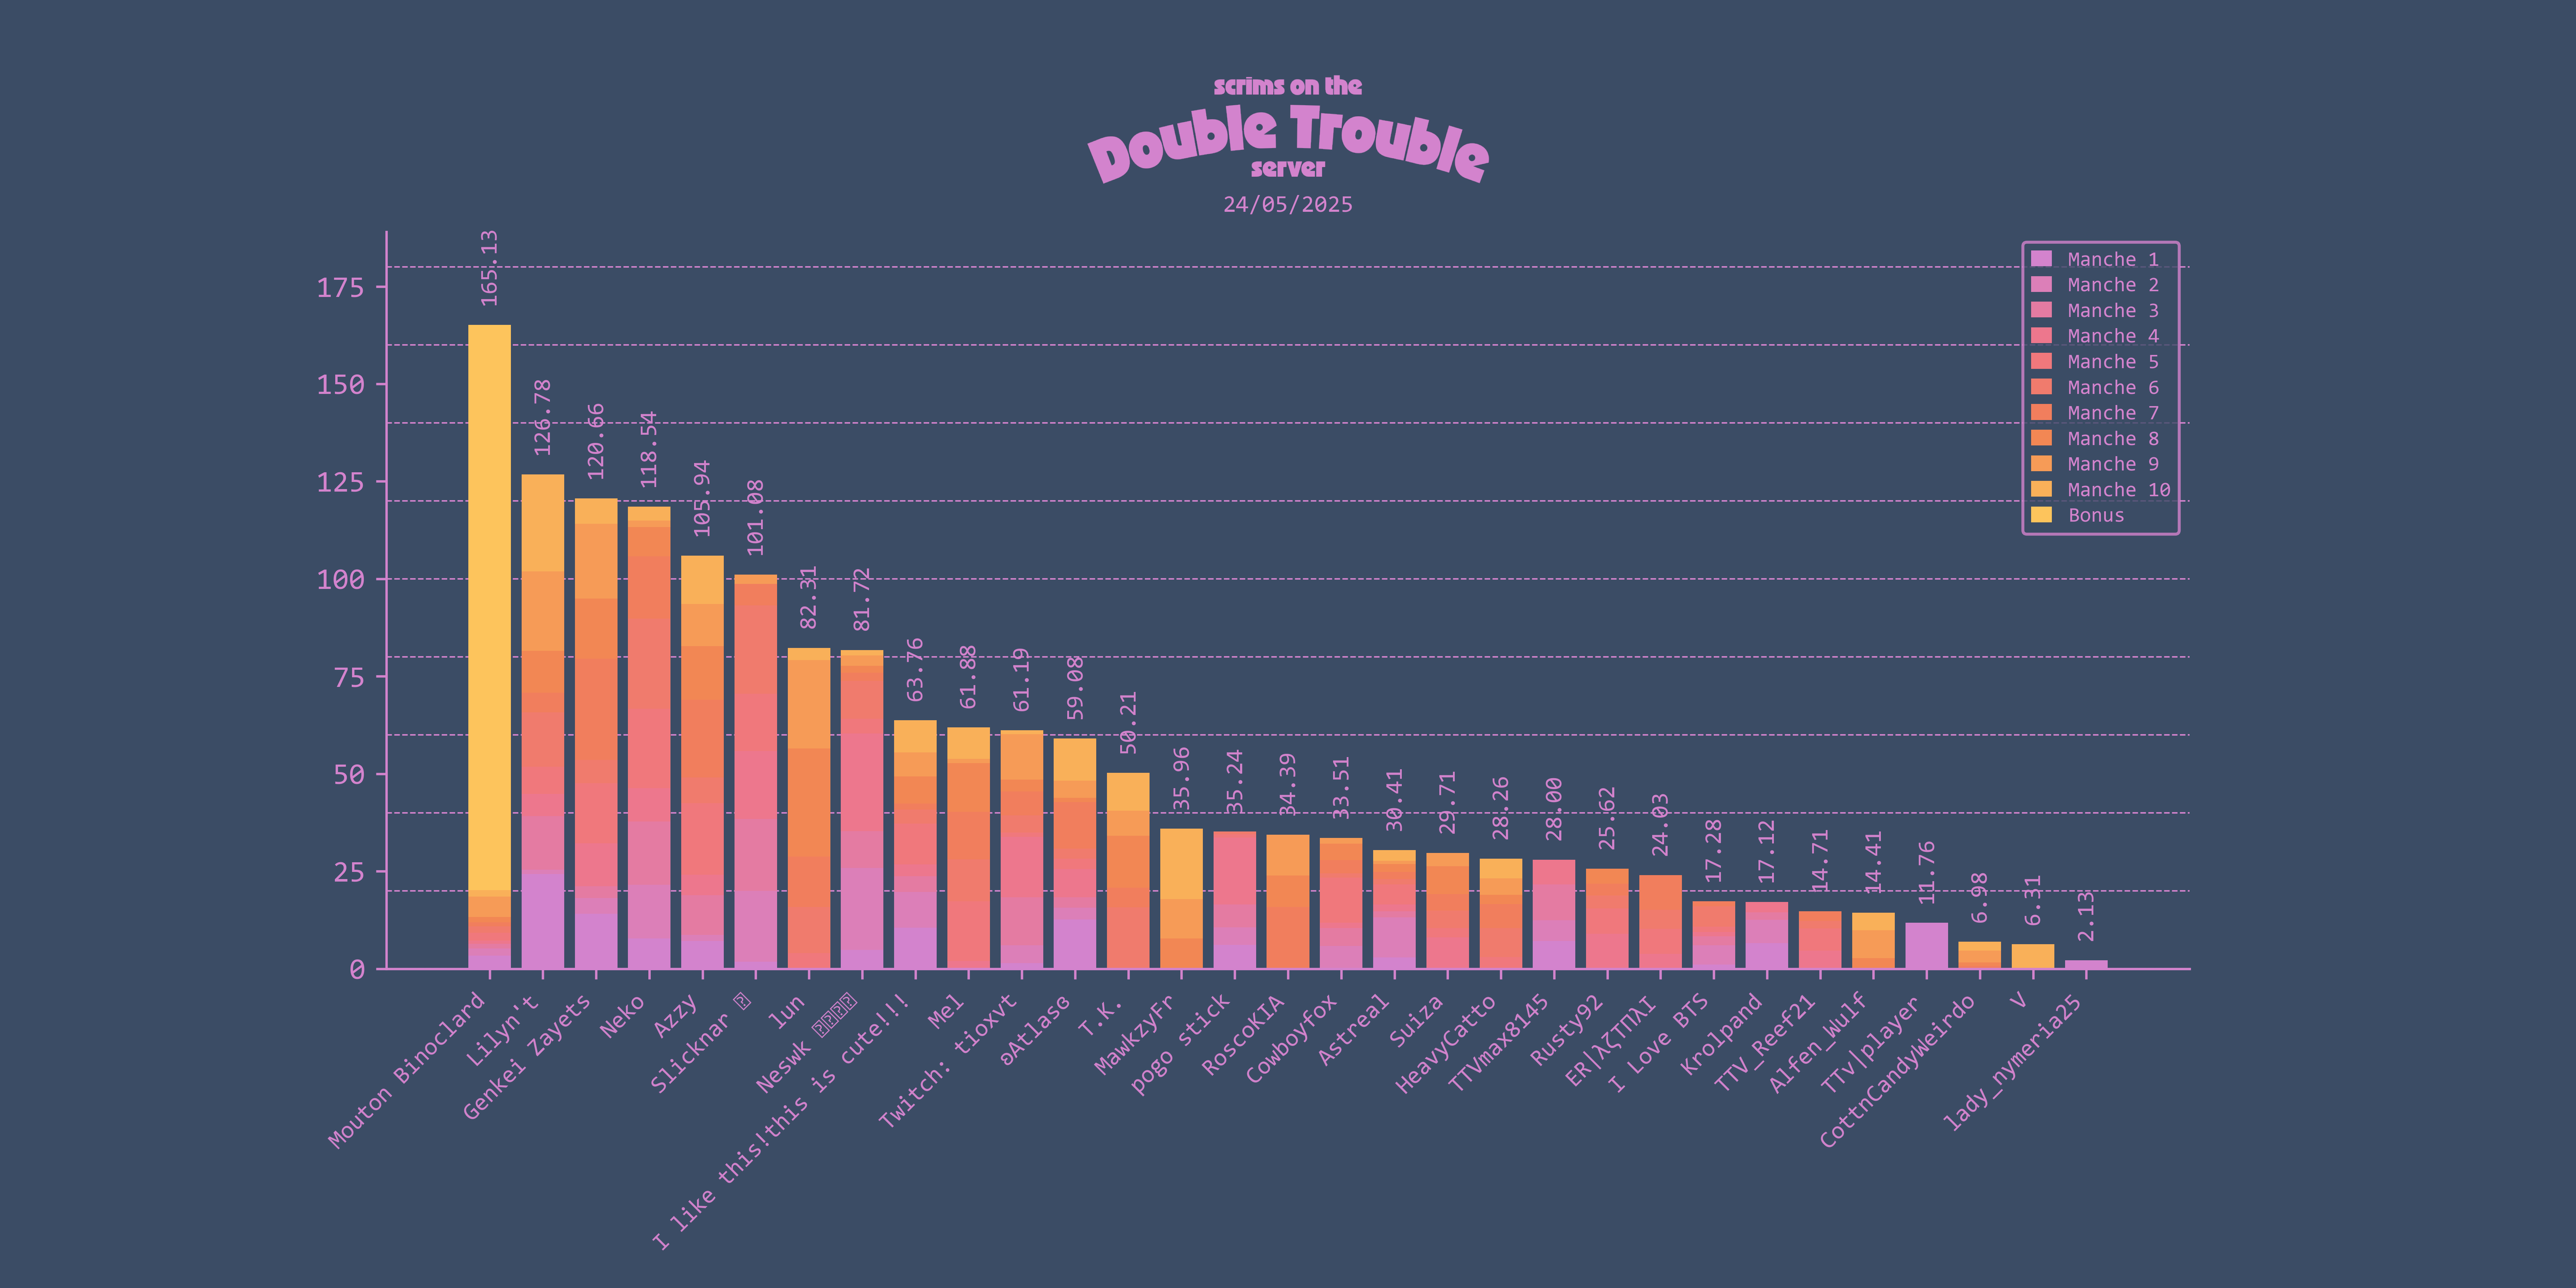 scrims on the
Double Trouble
server
24/05/2025
175
150
125
100
75
50
25
0
165.13
126.78
120.66
118.54
105.94
101.08
82.31
81.72
63.76
61.88
61.19
59.08
50.21
35.96
35.24
34.39
33.51
30.41
29.71
28.26
28.00
25.62
24.03
17.28
17.12
14.71
14.41
11.76
6.98
6.31
2.13
Manche 1
Manche 2
Manche 3
Manche 4
Manche 5
Manche 6
Manche 7
Manche 8
Manche 9
Manche 10
Bonus
Mouton Binoclard
Lilyn't
Genkei Zayets
Neko
Azzy
Slicknar
lun
Neswk
I like this!this is cute!!!
Mel
Twitch: tioxvt
T.K.
MawkzyFr
pogo stick
RoscoKIA
Cowboyfox
Astreal
Suiza
HeavyCatto
TTVmax8145
Rusty92
ER|λζΠπλΙ
I Love BTS
Krolpand
TTV_Reef21
Alfen_Wulf
TTv|player
CottnCandyWeirdo
V
lady_nymeria25